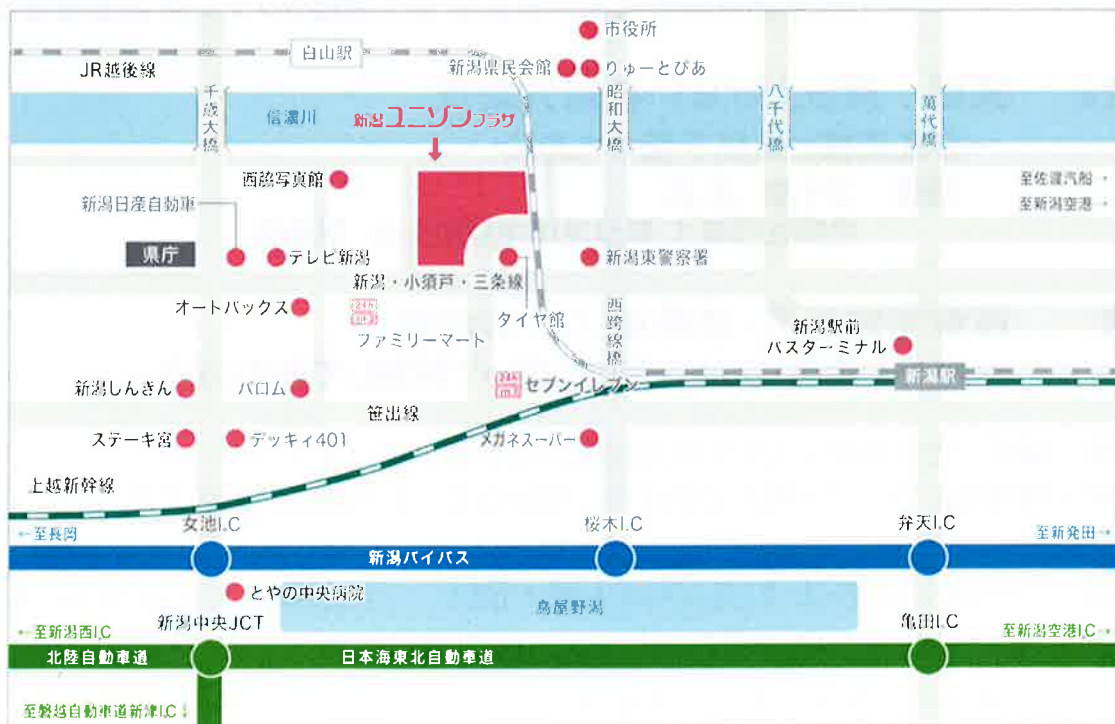 市役所
白山駅
JR越後線
新潟県民会館
りゅーとぴあ
千歳大橋
信濃川
新潟ユニゾンプラザ
昭和大橋
八千代橋
萬代橋
西脇写真館
至佐渡汽船→
至新潟空港→
新潟日産自動車
県庁
テレビ新潟
新潟東警察署
新潟・小須戸・三条線
オートバックス
24h
タイヤ館
西跨線橋
ファミリーマート
新潟駅前
バスターミナル
新潟しんきん
バロム
24h
セブンイレブン
新潟駅
笹出線
ステーキ宮
デッキィ401
メガネスーパー
上越新幹線
女池I.C
桜木I.C
弁天I.C
←至長岡
至新発田→
新潟バイパス
とやの中央病院
鳥屋野潟
新潟中央JCT
亀田I.C
←至新潟西I.C
至新潟空港I.C→
北陸自動車道
日本海東北自動車道
至磐越自動車道新津I.C↓